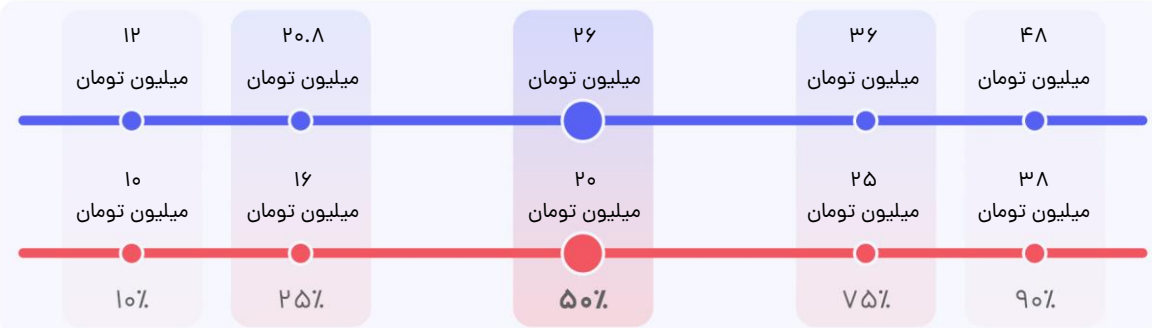 ۱۲ ۲۰.۸ ۲۶ ۳۶ ۴۸
میلیون تومان میلیون تومان میلیون تومان میلیون تومان میلیون تومان
۱۰ ۱۶ ۲۰ ۲۵ ۳۸
میلیون تومان میلیون تومان میلیون تومان میلیون تومان میلیون تومان
۱۰٪ ۲۵٪ ۵۰٪ ۷۵٪ ۹۰٪